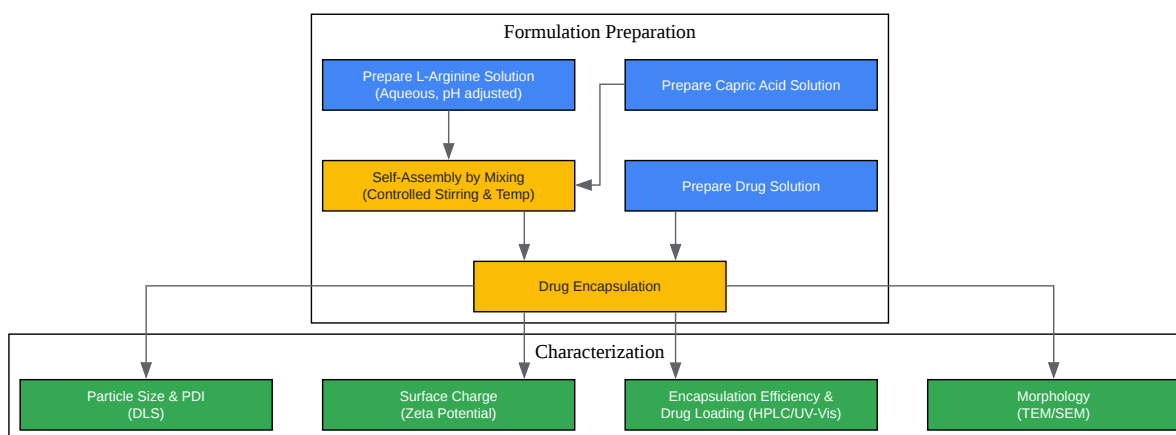 Formulation Preparation
Prepare L-Arginine Solution
(Aqueous, pH adjusted)
Prepare Capric Acid Solution
Self-Assembly by Mixing
(Controlled Stirring & Temp)
Prepare Drug Solution
Drug Encapsulation
Characterization
Particle Size & PDI
(DLS)
Surface Charge
(Zeta Potential)
Encapsulation Efficiency &
Drug Loading (HPLC/UV-Vis)
Morphology
(TEM/SEM)